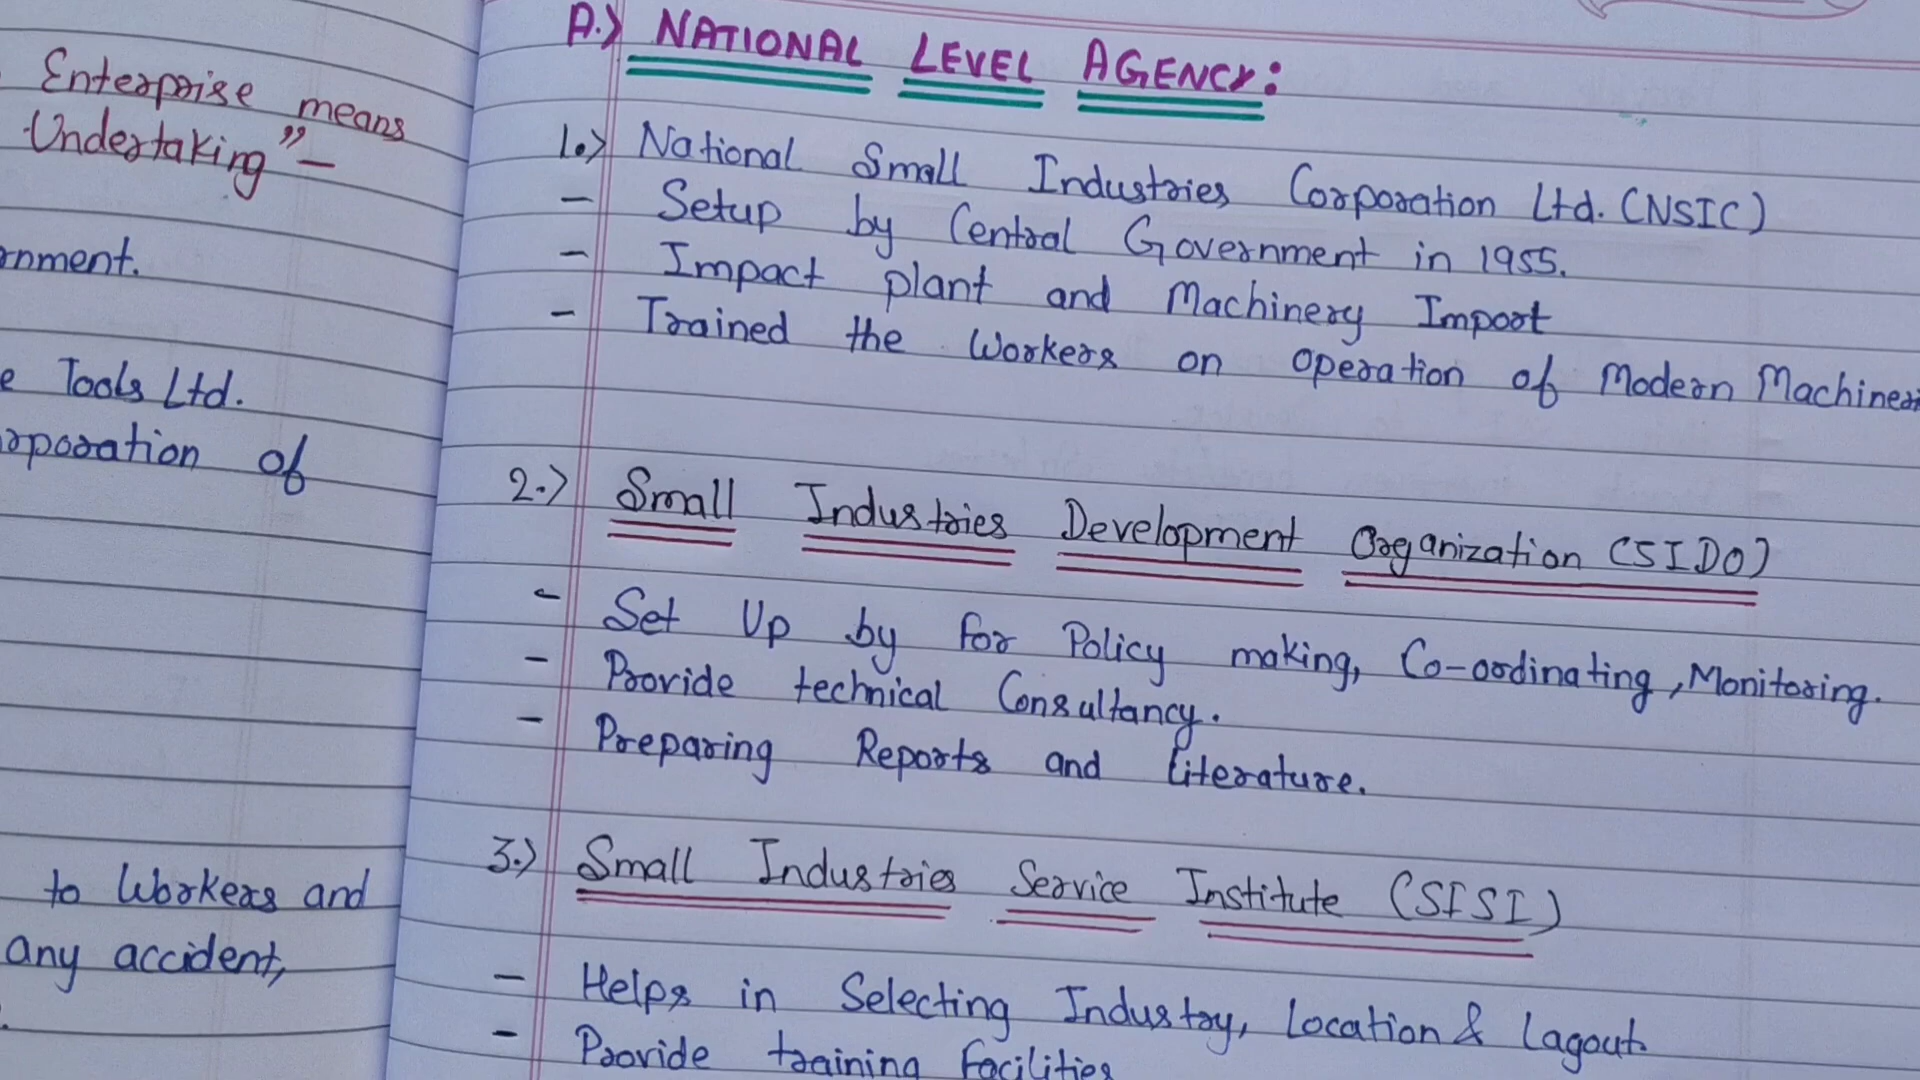 Enterprise means
Undertaking" -
ernment.
e Tools Ltd.
orporation of
to Workers and
any accident,
A.) NATIONAL LEVEL AGENCY:
1.) National Small Industries Corporation Ltd. (NSIC)
- Setup by Central Government in 1955.
- Impact plant and Machinery Import
- Trained the Workers on Operation of Modern Machiner
2.) Small Industries Development Organization (SIDO)
- Set Up by for Policy making, Co-ordinating, Monitoring.
- Provide technical Consultancy.
- Preparing Reports and Literature.
3.) Small Industries Service Institute (SISI)
- Helps in Selecting Industry, Location & Lagout.
- Provide training Facilities